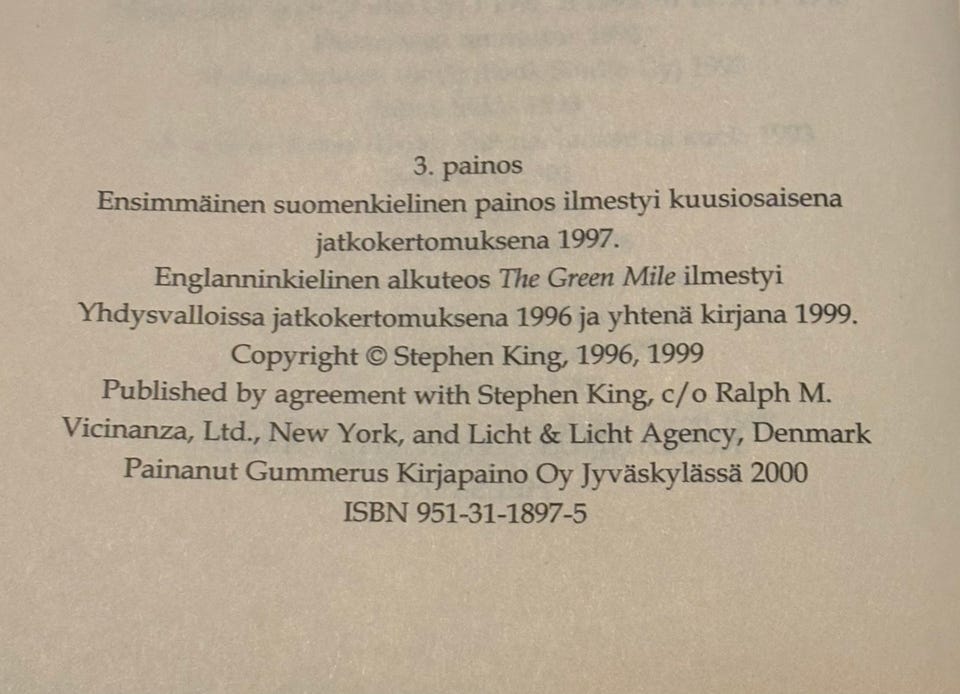 3. painos
Ensimmäinen suomenkielinen painos ilmestyi kuusiosaisena
jatkokertomuksena 1997.
Englanninkielinen alkuteos The Green Mile ilmestyi
Yhdysvalloissa jatkokertomuksena 1996 ja yhtenä kirjana 1999.
Copyright © Stephen King, 1996, 1999
Published by agreement with Stephen King, c/o Ralph M.
Vicinanza, Ltd., New York, and Licht & Licht Agency, Denmark
Painanut Gummerus Kirjapaino Oy Jyväskylässä 2000
ISBN 951-31-1897-5